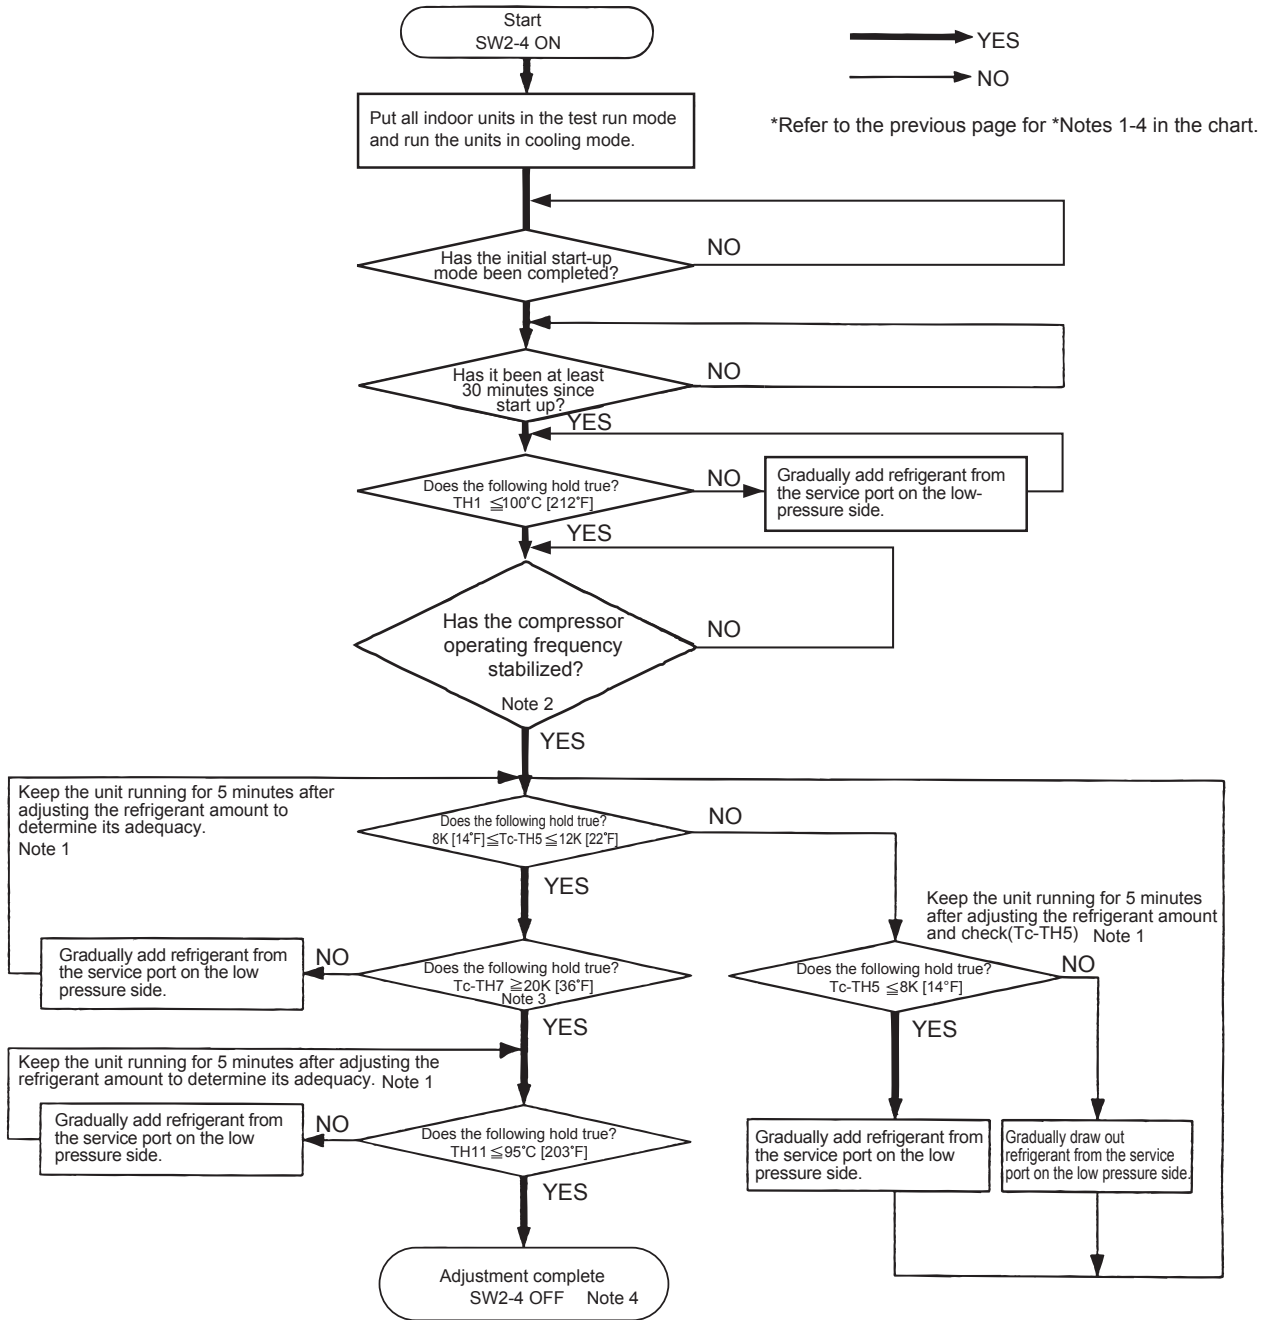 Start
SW2-4 ON
YES
NO
*Refer to the previous page for *Notes 1-4 in the chart.
Put all indoor units in the test run mode
and run the units in cooling mode.
Has the initial start-up
mode been completed?
NO
Has it been at least
30 minutes since
start up?
NO
YES
Does the following hold true?
TH1 ≦100°C [212°F]
NO
Gradually add refrigerant from
the service port on the low-
pressure side.
YES
Has the compressor
operating frequency
stabilized?
Note 2
NO
YES
Keep the unit running for 5 minutes after
adjusting the refrigerant amount to
determine its adequacy.
Note 1
Does the following hold true?
8K [14°F]≦Tc-TH5≦12K [22°F]
NO
YES
Keep the unit running for 5 minutes
after adjusting the refrigerant amount
and check(Tc-TH5) Note 1
Gradually add refrigerant from
the service port on the low
pressure side.
NO
Does the following hold true?
Tc-TH7 ≧20K [36°F]
Note 3
YES
Does the following hold true?
Tc-TH5 ≦8K [14°F]
NO
YES
Keep the unit running for 5 minutes after adjusting the
refrigerant amount to determine its adequacy. Note 1
Gradually add refrigerant from
the service port on the low
pressure side.
NO
Does the following hold true?
TH11≦95°C [203°F]
YES
Gradually add refrigerant from
the service port on the low
pressure side.
Gradually draw out
refrigerant from the service
port on the low pressure side.
Adjustment complete
SW2-4 OFF Note 4